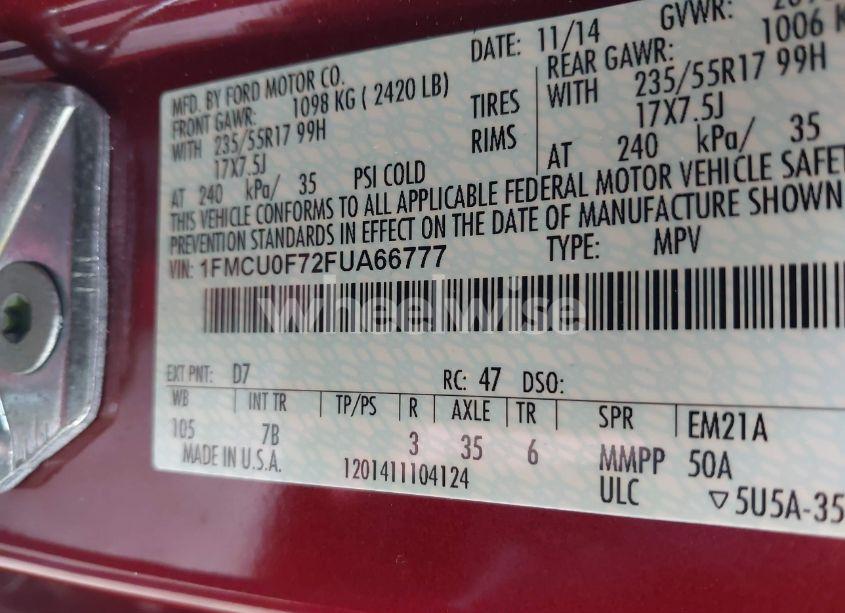 MFD. BY FORD MOTOR CO. DATE: 11/14 GVWR:
FRONT GAWR: 1098 KG ( 2420 LB) REAR GAWR: 1006 K
WITH 235/55R17 99H TIRES WITH 235/55R17 99H
17X7.5J RIMS 17X7.5J
AT 240 kPa/ 35 PSI COLD AT 240 kPa/ 35
THIS VEHICLE CONFORMS TO ALL APPLICABLE FEDERAL MOTOR VEHICLE SAFET
PREVENTION STANDARDS IN EFFECT ON THE DATE OF MANUFACTURE SHOWN
VIN: 1FMCU0F72FUA66777 TYPE: MPV
wheelwise
EXT PNT: D7 RC: 47 DSO:
WB INT TR TP/PS R AXLE TR SPR EM21A
105 7B 3 35 6 MMPP 50A
MADE IN U.S.A. 1201411104124 ULC ▽5U5A-35